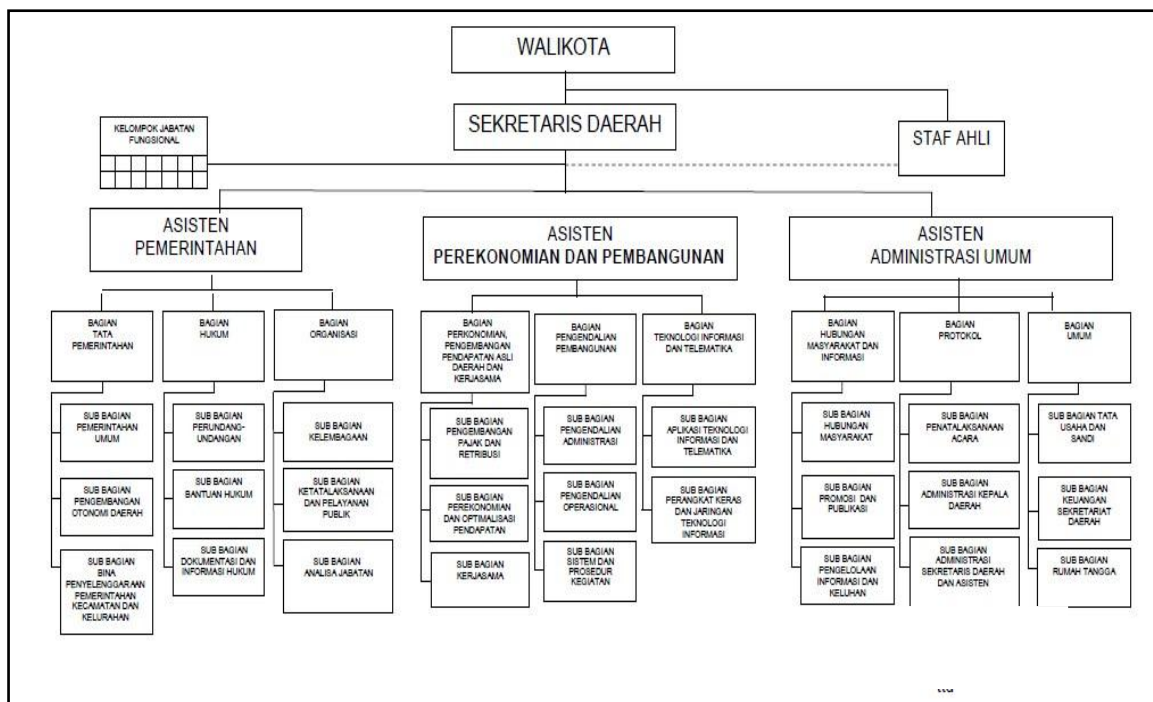 WALIKOTA
SEKRETARIS DAERAH
KELOMPOK JABATAN
FUNGSIONAL
STAF AHLI
ASISTEN
PEMERINTAHAN
ASISTEN
PEREKONOMIAN DAN PEMBANGUNAN
ASISTEN
ADMINISTRASI UMUM
BAGIAN
TATA
PEMERINTAHAN
BAGIAN
HUKUM
BAGIAN
ORGANISASI
BAGIAN
PERKONOMIAN,
PENGEMBANGAN
PENDAPATAN ASLI
DAERAH DAN
KERJASAMA
BAGIAN
PENGENDALIAN
PEMBANGUNAN
BAGIAN
TEKNOLOGI INFORMASI
DAN TELEMATIKA
BAGIAN
HUBUNGAN
MASYARAKAT DAN
INFORMASI
BAGIAN
PROTOKOL
BAGIAN
UMUM
SUB BAGIAN
PEMERINTAHAN
UMUM
SUB BAGIAN
PERUNDANG-
UNDANGAN
SUB BAGIAN
KELEMBAGAAN
SUB BAGIAN
PENGEMBANGAN
PAJAK DAN
RETRIBUSI
SUB BAGIAN
PENGENDALIAN
ADMINISTRASI
SUB BAGIAN
APLIKASI TEKNOLOGI
INFORMASI DAN
TELEMATIKA
SUB BAGIAN
HUBUNGAN
MASYARAKAT
SUB BAGIAN
PENATALAKSANAAN
ACARA
SUB BAGIAN TATA
USAHA DAN
SANDI
SUB BAGIAN
PENGEMBANGAN
OTONOMI DAERAH
SUB BAGIAN
BANTUAN HUKUM
SUB BAGIAN
KETATALAKSANAAN
DAN PELAYANAN
PUBLIK
SUB BAGIAN
PEREKONOMIAN
DAN OPTIMALISASI
PENDAPATAN
SUB BAGIAN
PENGENDALIAN
OPERASIONAL
SUB BAGIAN
PERANGKAT KERAS
DAN JARINGAN
TEKNOLOGI
INFORMASI
SUB BAGIAN
PROMOSI DAN
PUBLIKASI
SUB BAGIAN
ADMINISTRASI KEPALA
DAERAH
SUB BAGIAN
KEUANGAN
SEKRETARIAT
DAERAH
SUB BAGIAN
BINA
PENYELENGGARAAN
PEMERINTAHAN
KECAMATAN DAN
KELURAHAN
SUB BAGIAN
DOKUMENTASI DAN
INFORMASI HUKUM
SUB BAGIAN
ANALISA JABATAN
SUB BAGIAN
KERJASAMA
SUB BAGIAN
SISTEM DAN
PROSEDUR
KEGIATAN
SUB BAGIAN
PENGELOLAAN
INFORMASI DAN
KELUHAN
SUB BAGIAN
ADMINISTRASI
SEKRETARIS DAERAH
DAN ASISTEN
SUB BAGIAN
RUMAH TANGGA